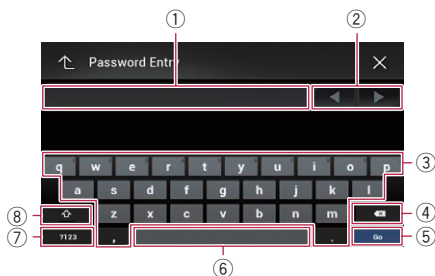 ① ②
Password Entry
q w e r t y u i o p ③
a s d f g h j k l
⑧ z x c v b n m ④
⑦ ?123 , . Go ⑤
⑥